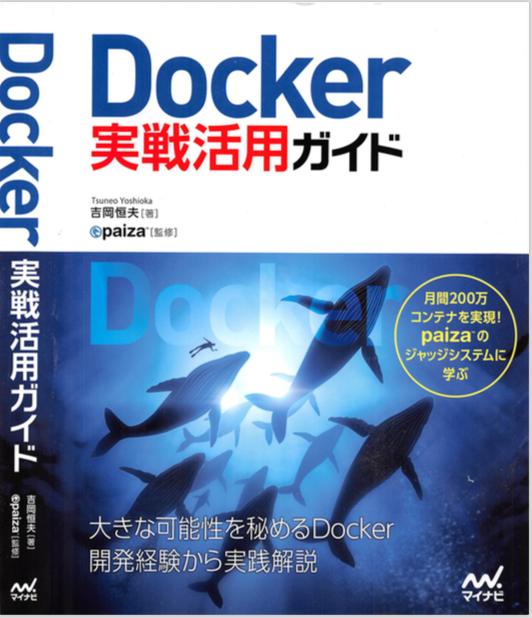 Docker
実戦活用ガイド
吉岡恒夫[著]
paiza[監修]
マイナビ
Docker
実戦活用ガイド
Tsuneo Yoshioka
吉岡恒夫[著]
paiza[監修]
Docker
月間200万
コンテナを実現!
paizaの
ジャッジシステムに
学ぶ
大きな可能性を秘めるDocker
開発経験から実践解説
マイナビ